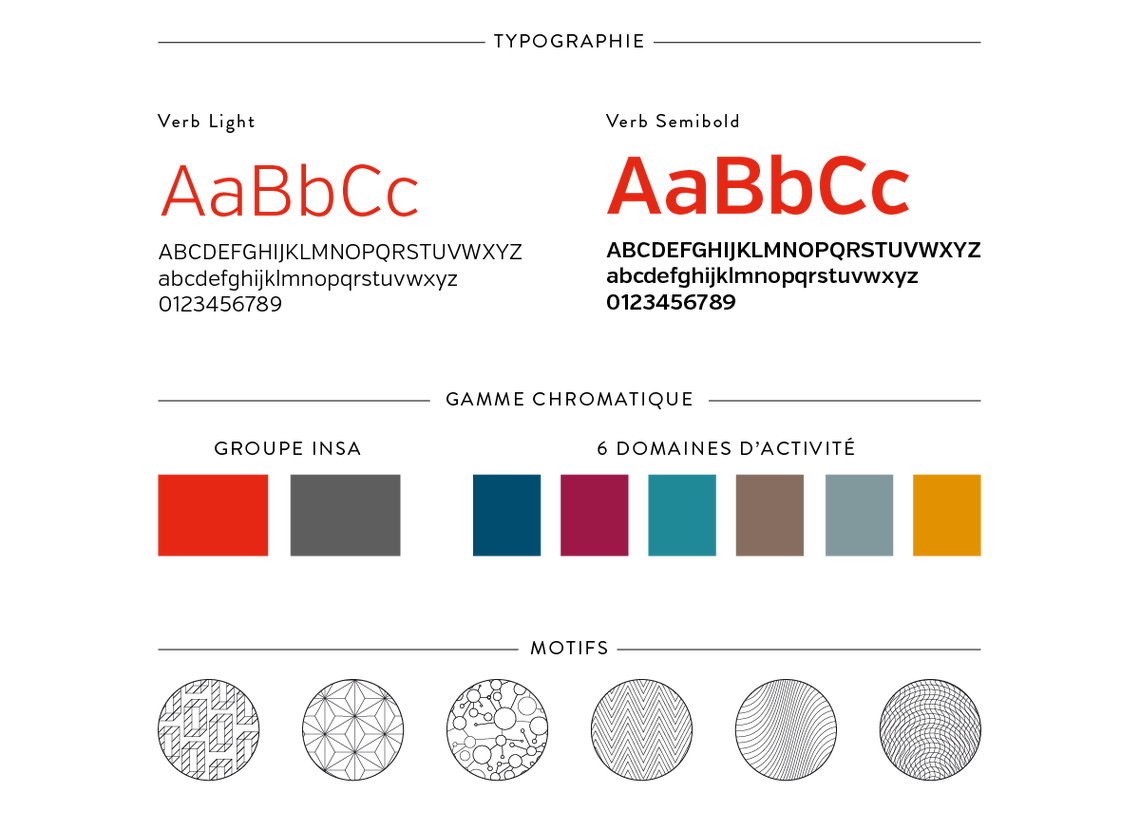 TYPOGRAPHIE
Verb Light
AaBbCc
ABCDEFGHIJKLMNOPQRSTUVWXYZ
abcdefghijklmnopqrstuvwxyz
0123456789
Verb Semibold
AaBbCc
ABCDEFGHIJKLMNOPQRSTUVWXYZ
abcdefghijklmnopqrstuvwxyz
0123456789
GAMME CHROMATIQUE
GROUPE INSA
6 DOMAINES D’ACTIVITÉ
MOTIFS